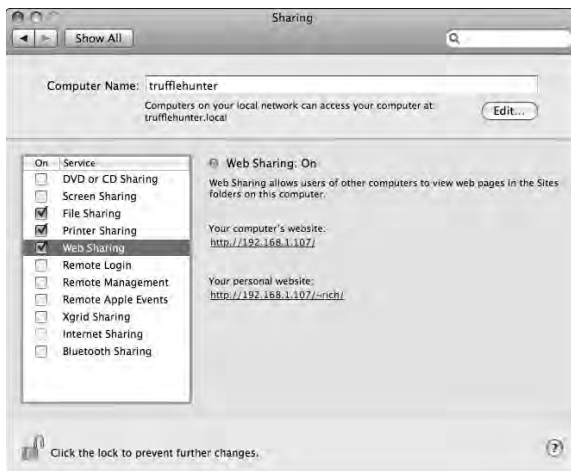 Sharing
Show All
Computer Name: trufflehunter
Computers on your local network can access your computer at:
trufflehunter.local
Edit...
On Service
DVD or CD Sharing
Screen Sharing
File Sharing
Printer Sharing
Web Sharing
Remote Login
Remote Management
Remote Apple Events
Xgrid Sharing
Internet Sharing
Bluetooth Sharing
Web Sharing: On
Web Sharing allows users of other computers to view web pages in the Sites
folders on this computer.
Your computer's website:
http://192.168.1.107/
Your personal website:
http://192.168.1.107/~rich/
Click the lock to prevent further changes.
?